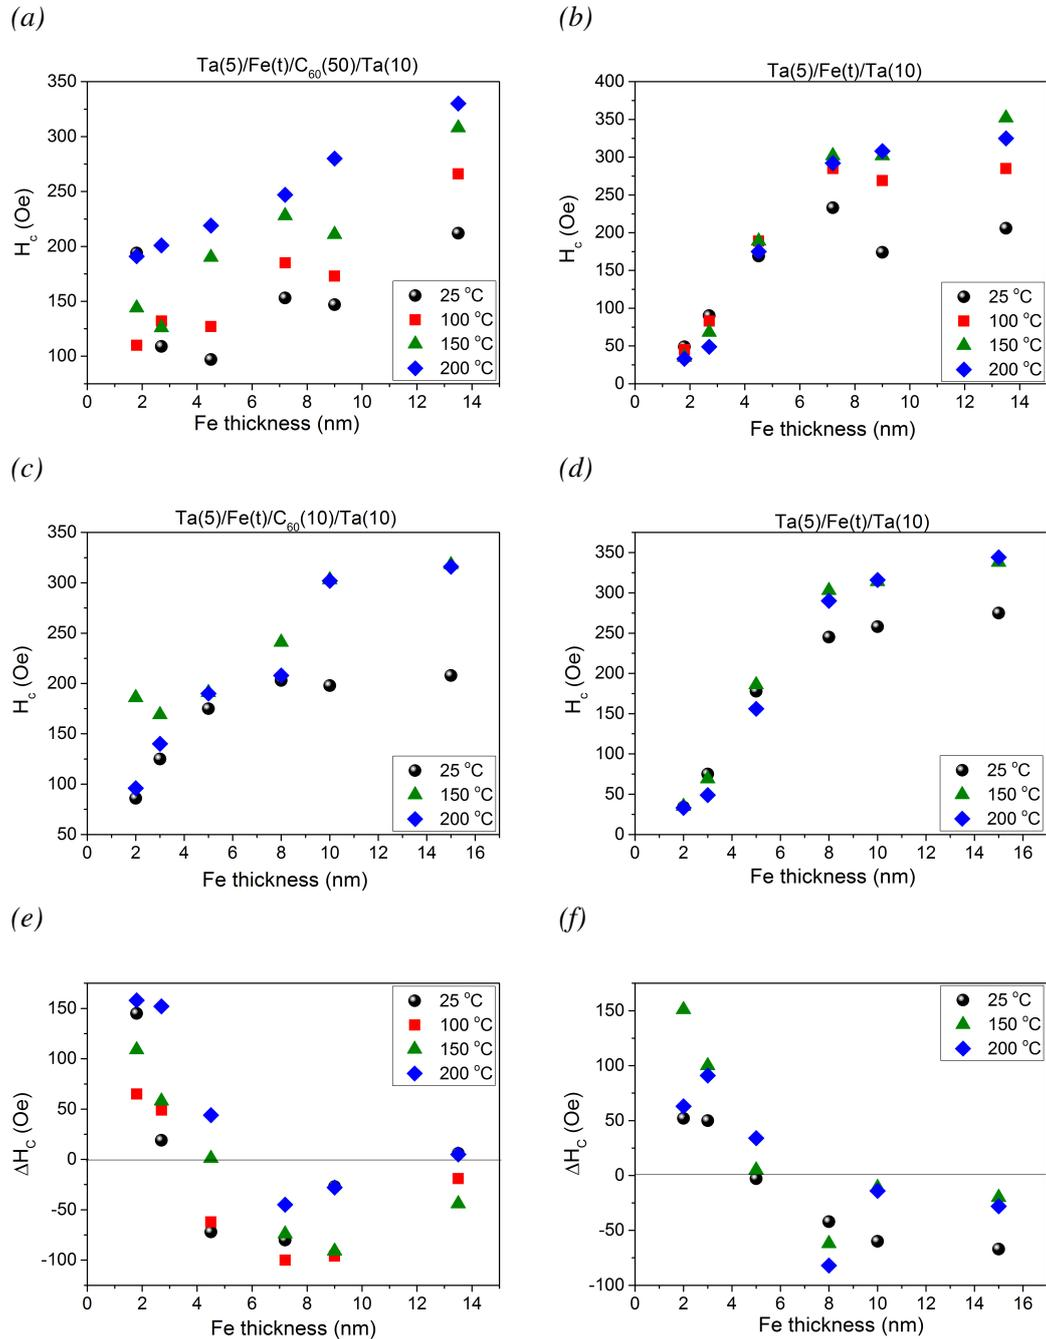 (a)
Ta(5)/Fe(t)/C₆₀(50)/Ta(10)
350
300
250
200
150
100
H_c (Oe)
25 °C
100 °C
150 °C
200 °C
0 2 4 6 8 10 12 14
Fe thickness (nm)
(b)
Ta(5)/Fe(t)/Ta(10)
400
350
300
250
200
150
100
50
0
H_c (Oe)
25 °C
100 °C
150 °C
200 °C
0 2 4 6 8 10 12 14
Fe thickness (nm)
(c)
Ta(5)/Fe(t)/C₆₀(10)/Ta(10)
350
300
250
200
150
100
50
H_c (Oe)
25 °C
150 °C
200 °C
0 2 4 6 8 10 12 14 16
Fe thickness (nm)
(d)
Ta(5)/Fe(t)/Ta(10)
350
300
250
200
150
100
50
0
H_c (Oe)
25 °C
150 °C
200 °C
0 2 4 6 8 10 12 14 16
Fe thickness (nm)
(e)
150
100
50
0
-50
-100
ΔH_C (Oe)
25 °C
100 °C
150 °C
200 °C
0 2 4 6 8 10 12 14
Fe thickness (nm)
(f)
150
100
50
0
-50
-100
ΔH_C (Oe)
25 °C
150 °C
200 °C
0 2 4 6 8 10 12 14 16
Fe thickness (nm)